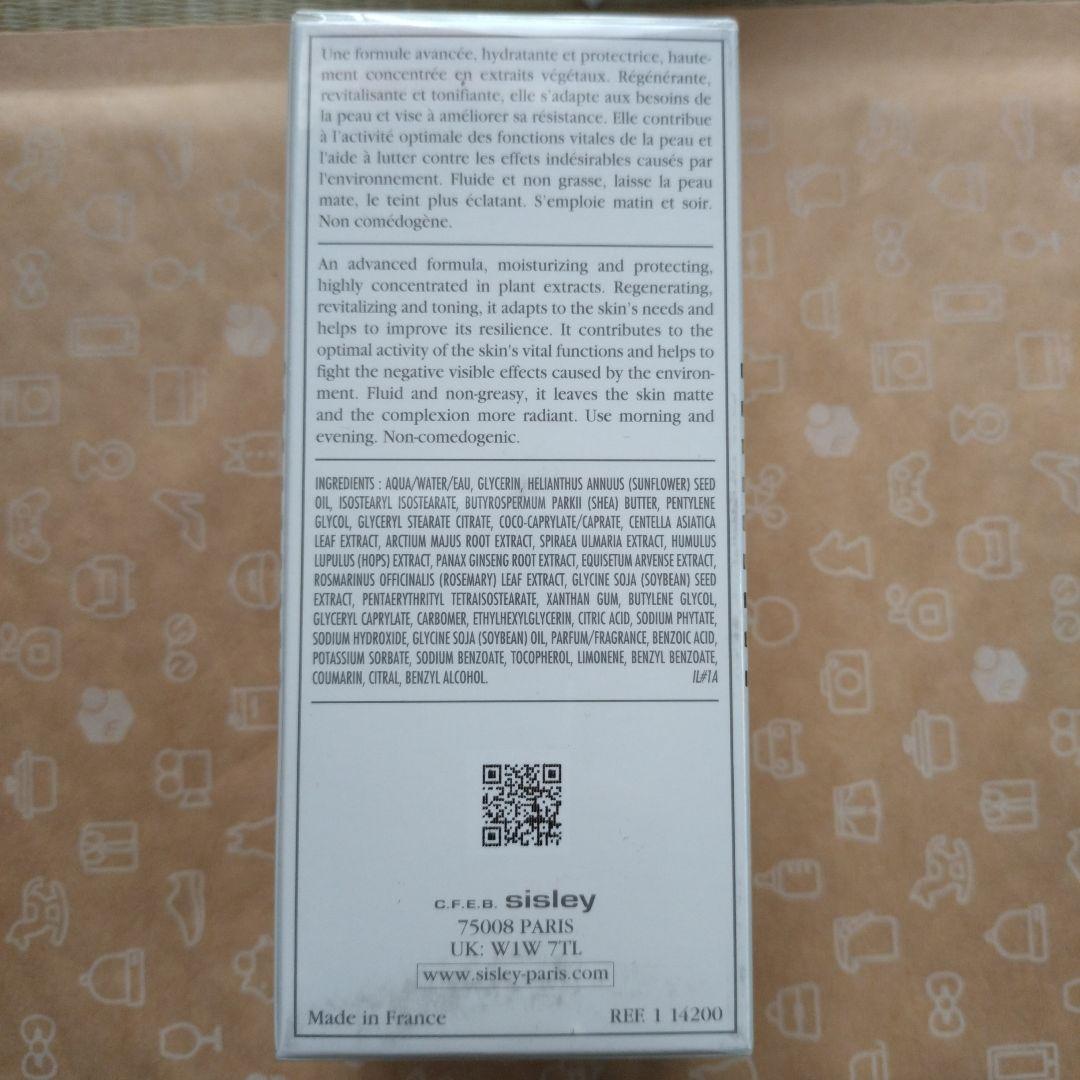 Une formule avancée, hydratante et protectrice, haute-
ment concentrée en extraits végétaux. Régénérante,
revitalisante et tonifiante, elle s'adapte aux besoins de
la peau et vise à améliorer sa résistance. Elle contribue
à l'activité optimale des fonctions vitales de la peau et
l'aide à lutter contre les effets indésirables causés par
l'environnement. Fluide et non grasse, laisse la peau
mate, le teint plus éclatant. S'emploie matin et soir.
Non comédogène.
An advanced formula, moisturizing and protecting,
highly concentrated in plant extracts. Regenerating,
revitalizing and toning, it adapts to the skin's needs and
helps to improve its resilience. It contributes to the
optimal activity of the skin's vital functions and helps to
fight the negative visible effects caused by the environ-
ment. Fluid and non-greasy, it leaves the skin matte
and the complexion more radiant. Use morning and
evening. Non-comedogenic.
INGREDIENTS : AQUA/WATER/EAU, GLYCERIN, HELIANTHUS ANNUUS (SUNFLOWER) SEED
OIL, ISOSTEARYL ISOSTEARATE, BUTYROSPERMUM PARKII (SHEA) BUTTER, PENTYLENE
GLYCOL, GLYCERYL STEARATE CITRATE, COCO-CAPRYLATE/CAPRATE, CENTELLA ASIATICA
LEAF EXTRACT, ARCTIUM MAJUS ROOT EXTRACT, SPIRAEA ULMARIA EXTRACT, HUMULUS
LUPULUS (HOPS) EXTRACT, PANAX GINSENG ROOT EXTRACT, EQUISETUM ARVENSE EXTRACT,
ROSMARINUS OFFICINALIS (ROSEMARY) LEAF EXTRACT, GLYCINE SOJA (SOYBEAN) SEED
EXTRACT, PENTAERYTHRITYL TETRAISOSTEARATE, XANTHAN GUM, BUTYLENE GLYCOL,
GLYCERYL CAPRYLATE, CARBOMER, ETHYLHEXYLGLYCERIN, CITRIC ACID, SODIUM PHYTATE,
SODIUM HYDROXIDE, GLYCINE SOJA (SOYBEAN) OIL, PARFUM/FRAGRANCE, BENZOIC ACID,
POTASSIUM SORBATE, SODIUM BENZOATE, TOCOPHEROL, LIMONENE, BENZYL BENZOATE,
COUMARIN, CITRAL, BENZYL ALCOHOL. IL#1A
C.F.E.B. sisley
75008 PARIS
UK: W1W 7TL
www.sisley-paris.com
Made in France REF. 1 14200